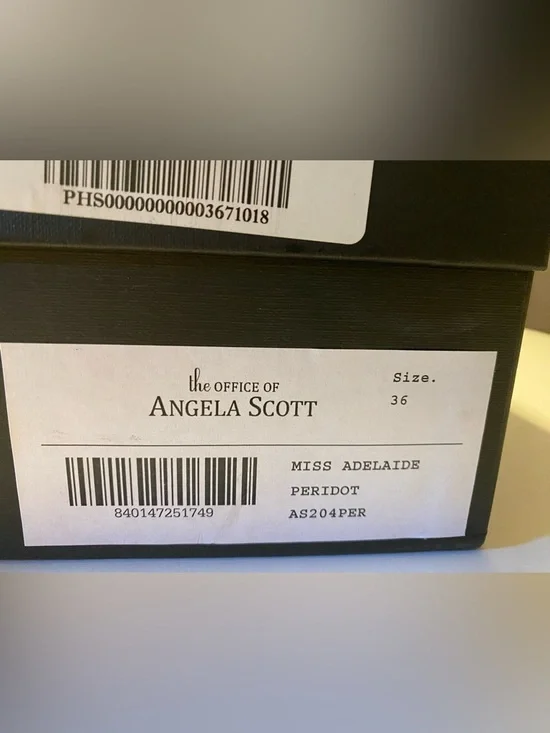 PHS00000000003671018
the OFFICE OF
ANGELA SCOTT
Size.
36
840147251749
MISS ADELAIDE
PERIDOT
AS204PER